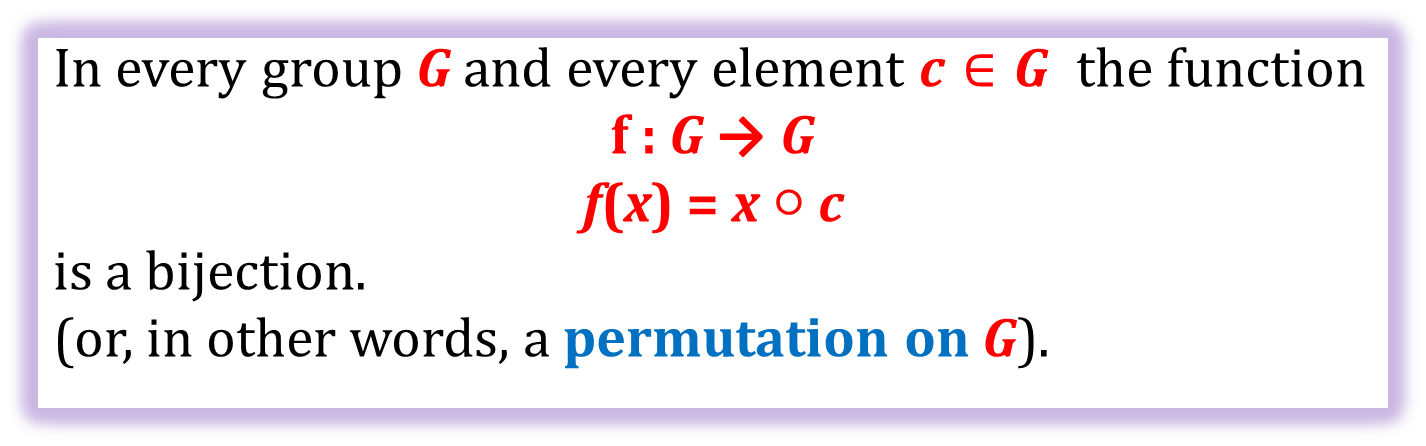 In every group G and every element c ∈ G the function
f : G → G
f(x) = x ○ c
is a bijection.
(or, in other words, a permutation on G).